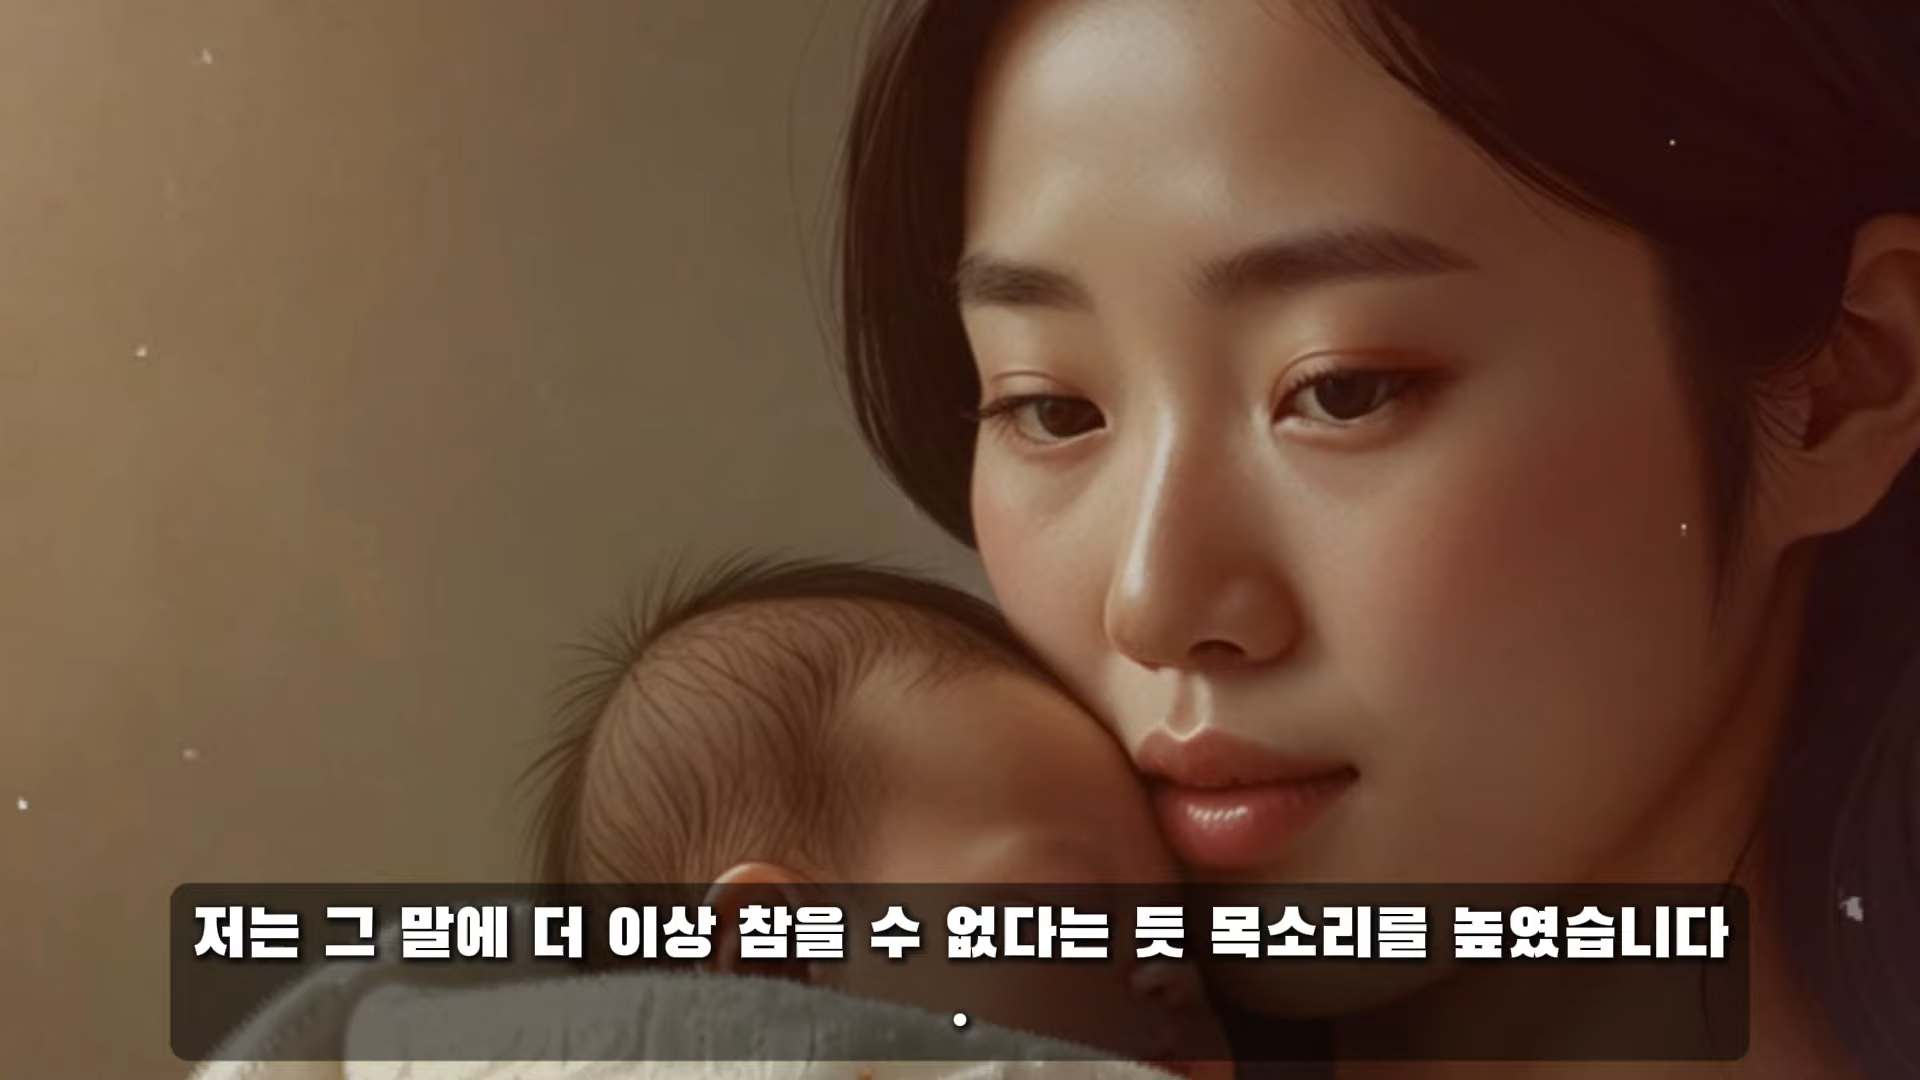 저는 그 말에 더 이상 참을 수 없다는 듯 목소리를 높였습니다
.